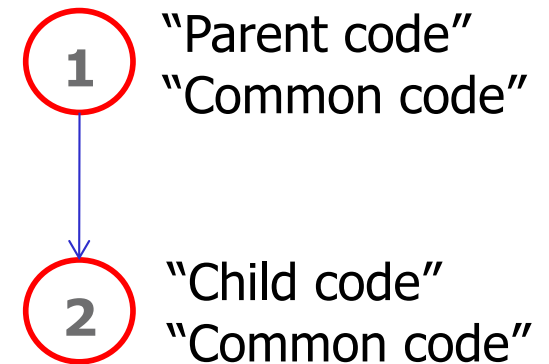 1
“Parent code”
“Common code”
2
“Child code”
“Common code”